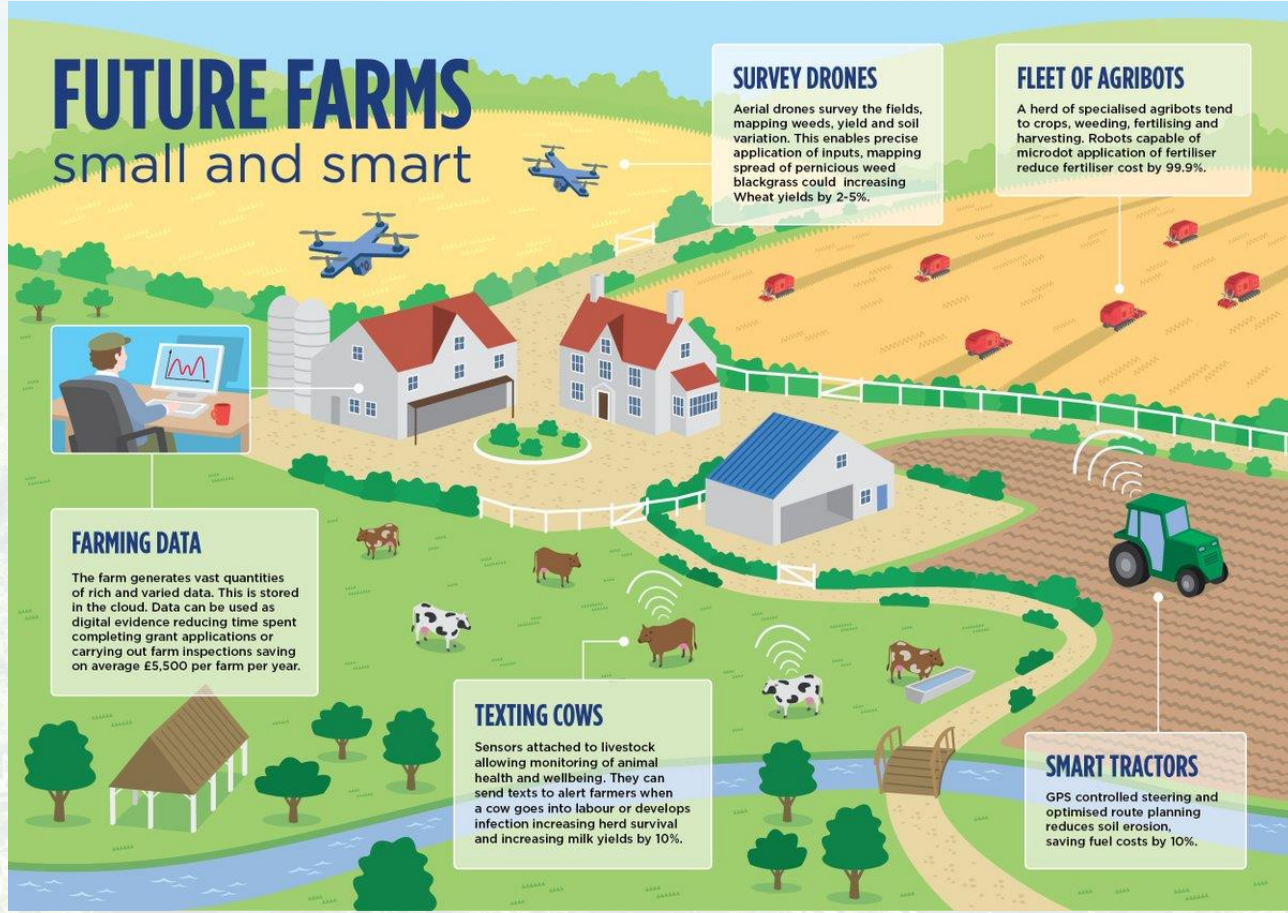 FUTURE FARMS
small and smart
SURVEY DRONES
Aerial drones survey the fields,
mapping weeds, yield and soil
variation. This enables precise
application of inputs, mapping
spread of pernicious weed
blackgrass could increasing
Wheat yields by 2-5%.
FLEET OF AGRIBOTS
A herd of specialised agribots tend
to crops, weeding, fertilising and
harvesting. Robots capable of
microdot application of fertiliser
reduce fertiliser cost by 99.9%.
FARMING DATA
The farm generates vast quantities
of rich and varied data. This is stored
in the cloud. Data can be used as
digital evidence reducing time spent
completing grant applications or
carrying out farm inspections saving
on average £5,500 per farm per year.
TEXTING COWS
Sensors attached to livestock
allowing monitoring of animal
health and wellbeing. They can
send texts to alert farmers when
a cow goes into labour or develops
infection increasing herd survival
and increasing milk yields by 10%.
SMART TRACTORS
GPS controlled steering and
optimised route planning
reduces soil erosion,
saving fuel costs by 10%.